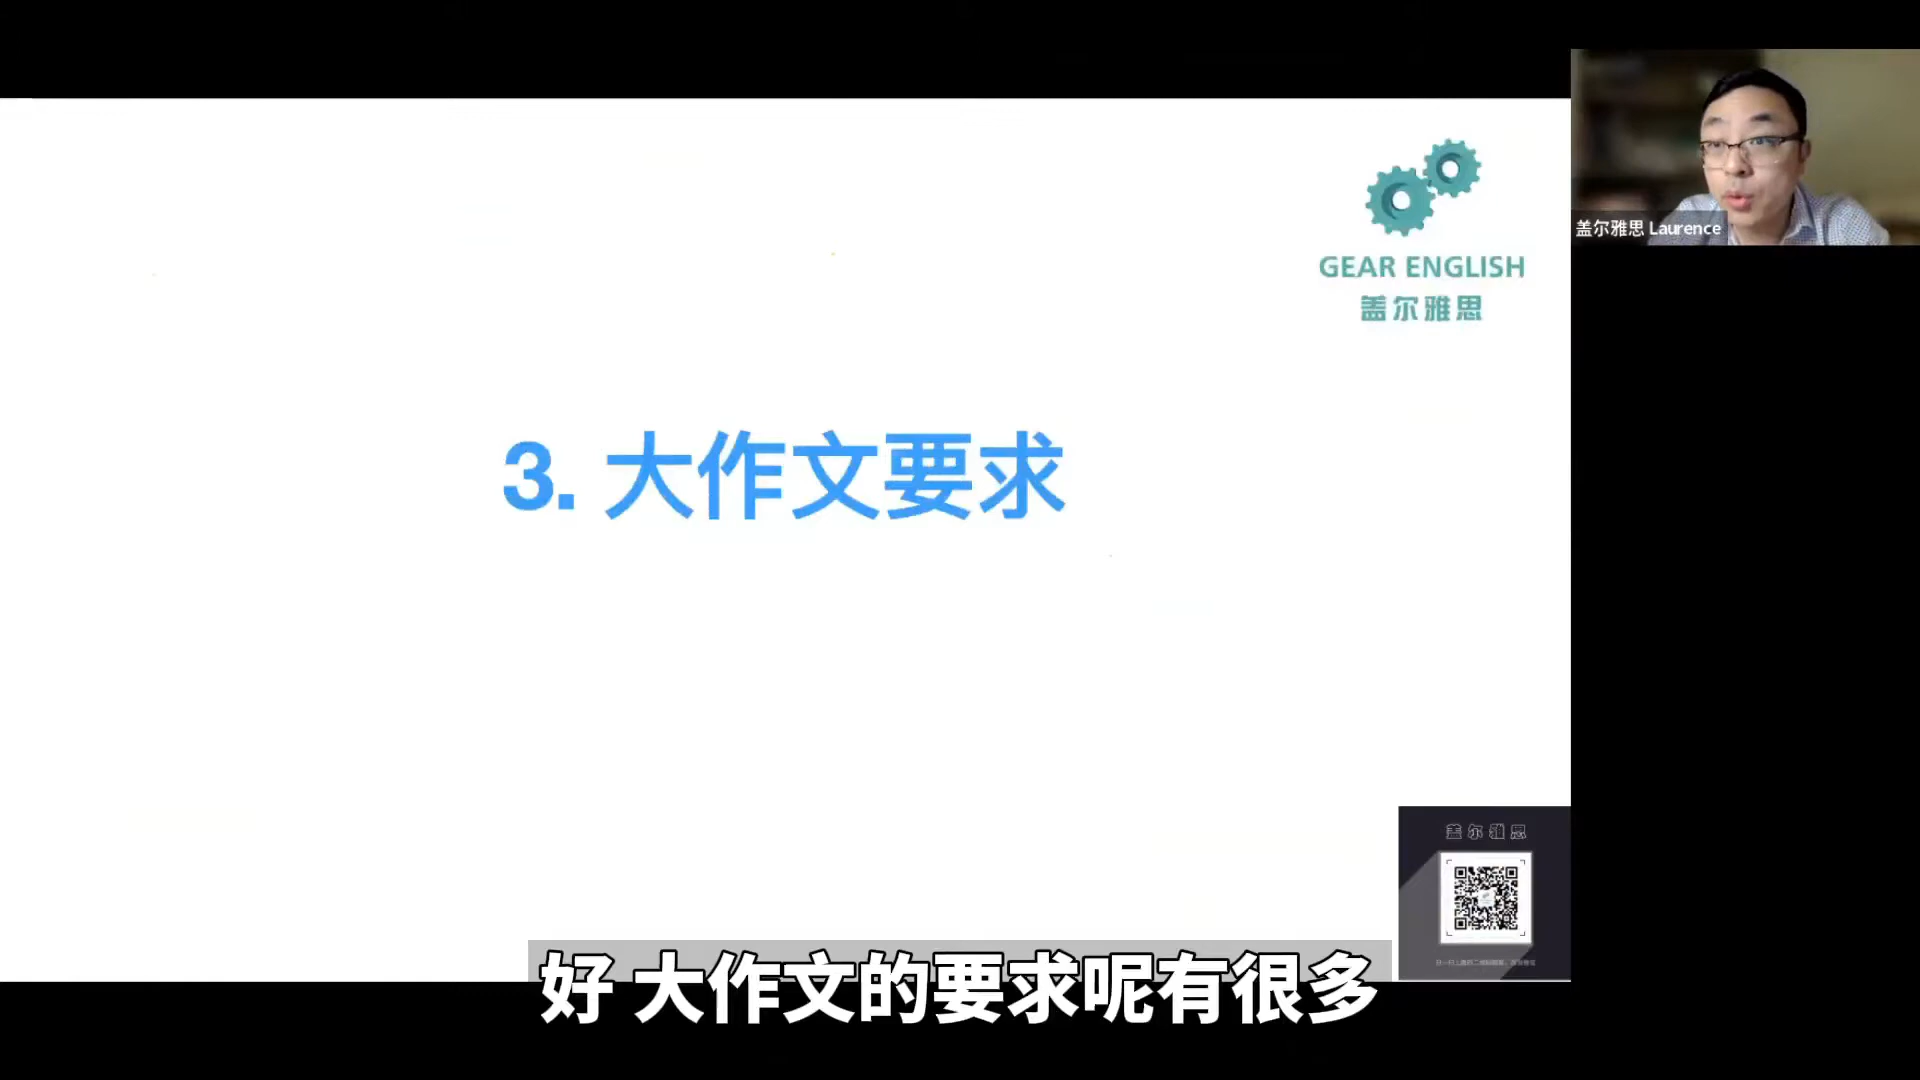 盖尔雅思 Laurence
GEAR ENGLISH
盖尔雅思
3. 大作文要求
盖尔雅思
好 大作文的要求呢有很多